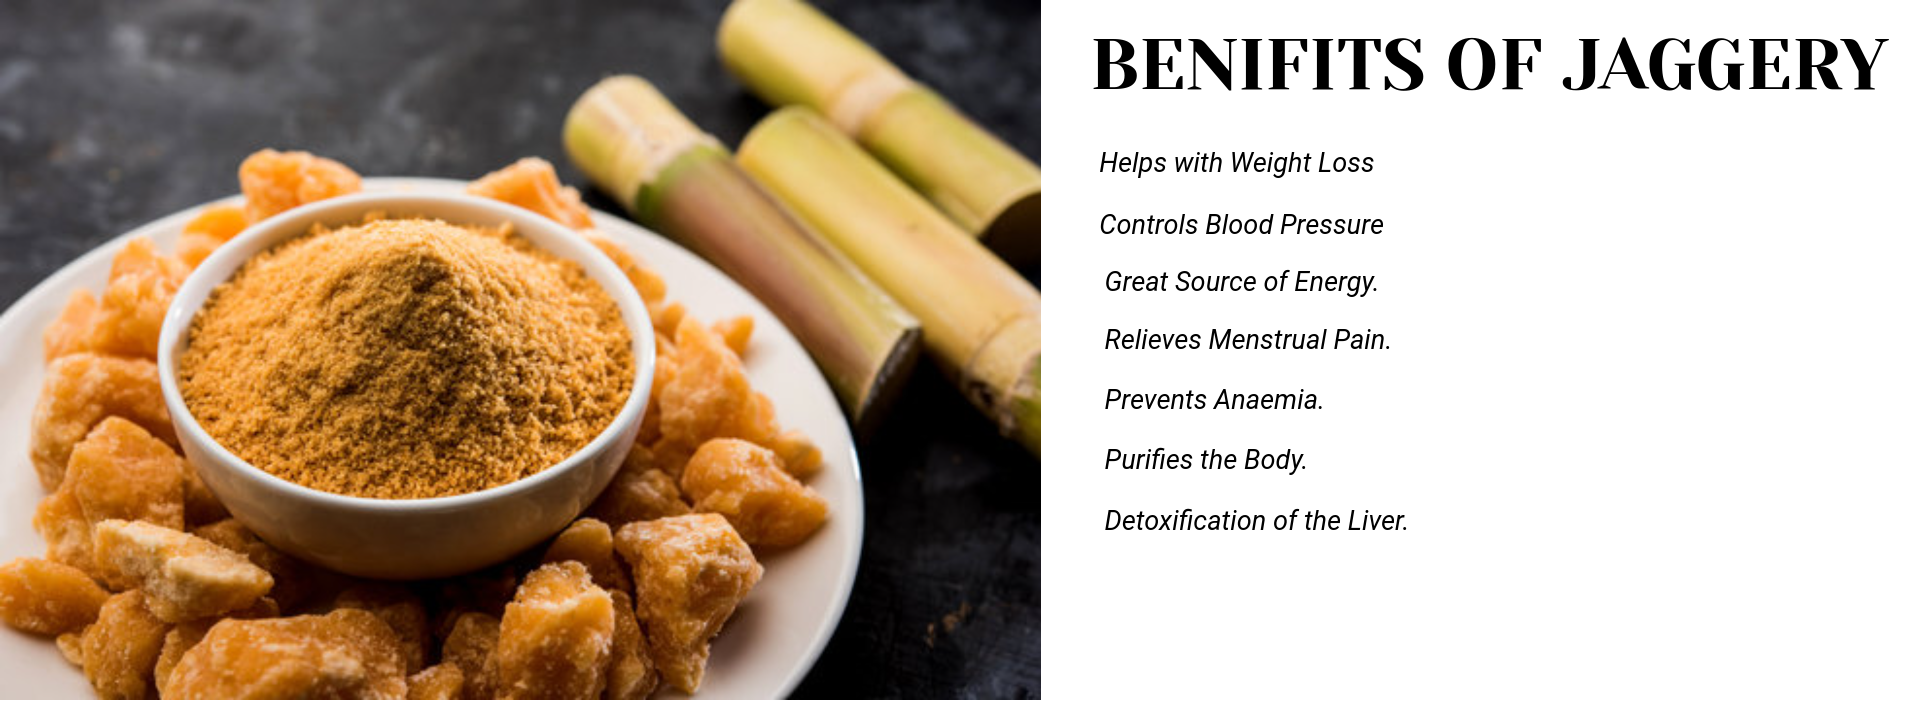 BENIFITS OF JAGGERY
Helps with Weight Loss
Controls Blood Pressure
Great Source of Energy.
Relieves Menstrual Pain.
Prevents Anaemia.
Purifies the Body.
Detoxification of the Liver.